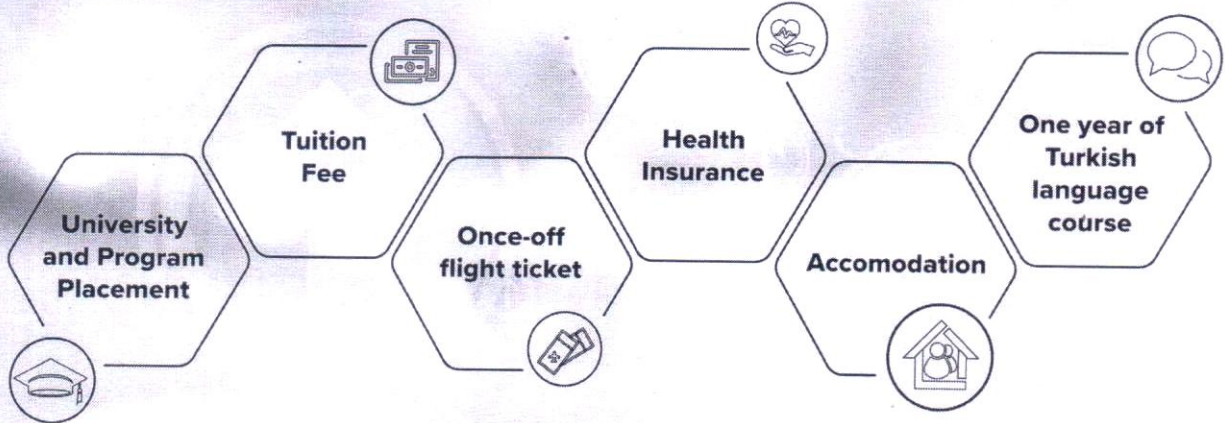 University
and Program
Placement
Tuition
Fee
Once-off
flight ticket
Health
Insurance
Accomodation
One year of
Turkish
language
course